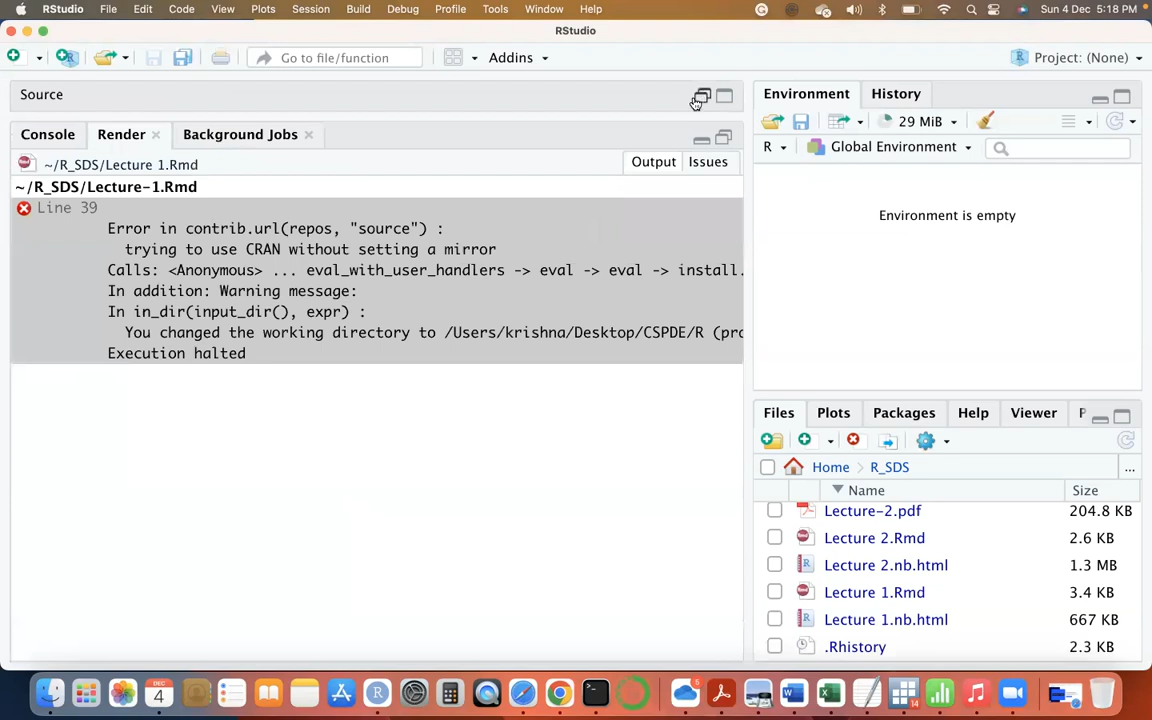 RStudio File Edit Code View Plots Session Build Debug Profile Tools Window Help Sun 4 Dec 5:18 PM
RStudio
Go to file/function Addins Project: (None)
Source
Environment History
29 MiB
R Global Environment
Environment is empty
Console Render Background Jobs
~/R_SDS/Lecture 1.Rmd Output Issues
~/R_SDS/Lecture-1.Rmd
Line 39
Error in contrib.url(repos, "source") :
trying to use CRAN without setting a mirror
Calls: <Anonymous> ... eval_with_user_handlers -> eval -> eval -> install.
In addition: Warning message:
In in_dir(input_dir(), expr) :
You changed the working directory to /Users/krishna/Desktop/CSPDE/R (pro
Execution halted
Files Plots Packages Help Viewer P
Home R_SDS ...
Name Size
Lecture-2.pdf 204.8 KB
Lecture 2.Rmd 2.6 KB
Lecture 2.nb.html 1.3 MB
Lecture 1.Rmd 3.4 KB
Lecture 1.nb.html 667 KB
.Rhistory 2.3 KB
DEC
4